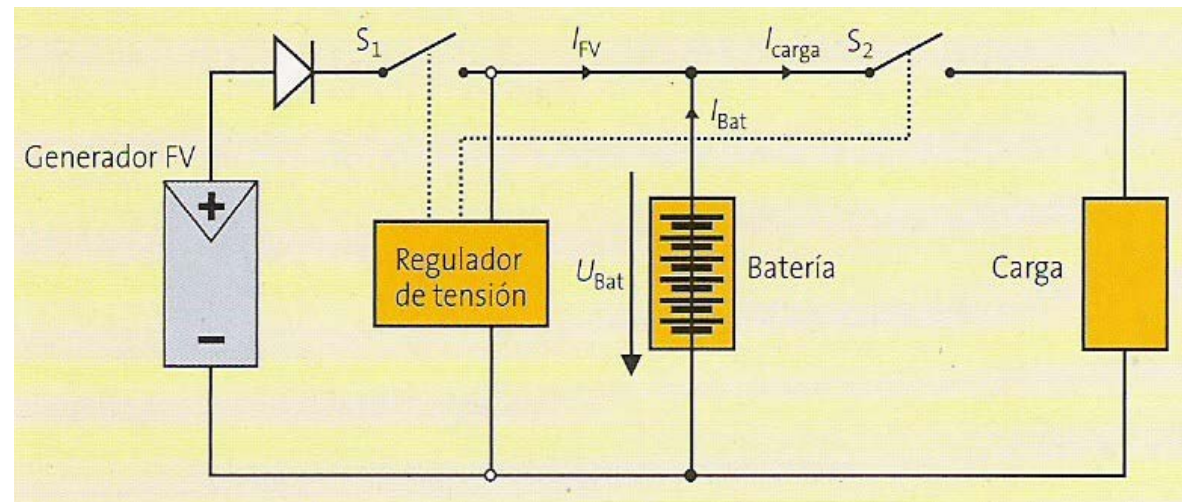 S1
IFV
Icarga
S2
IBat
Generador FV
+
Regulador
de tensión
UBat
Batería
Carga
−